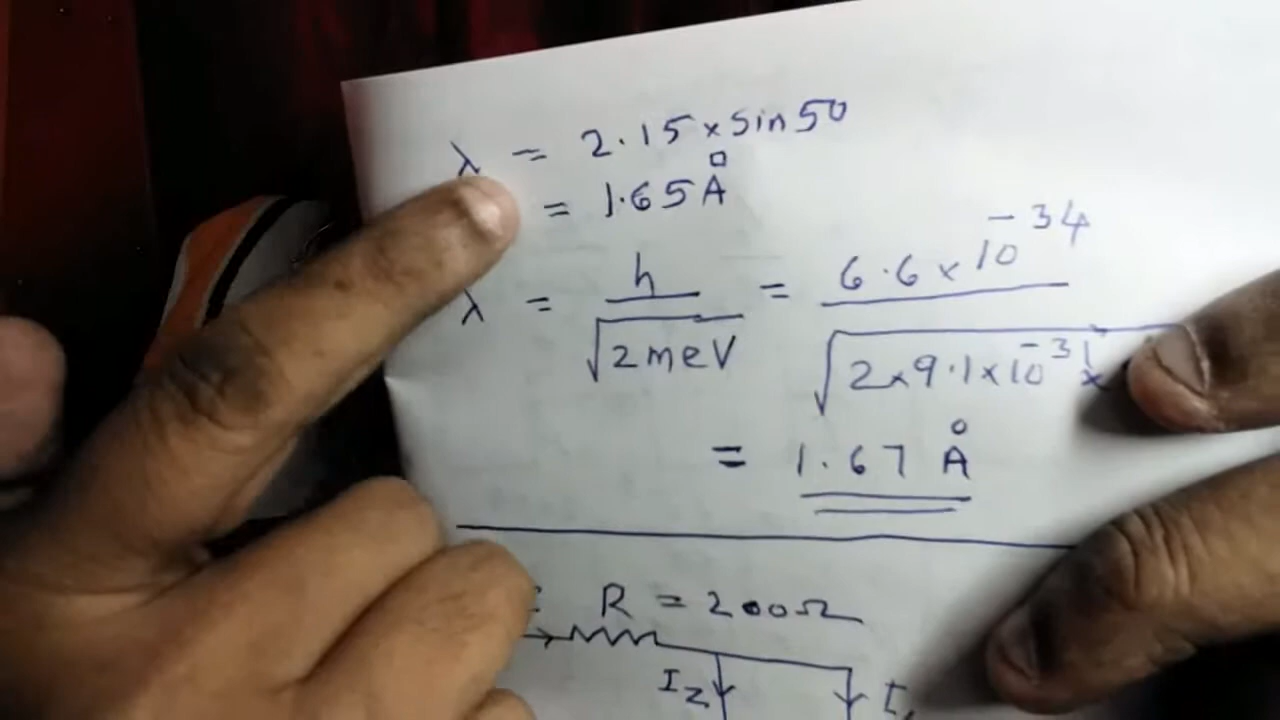 λ = 2.15 × sin 50
= 1.65 Å
λ = h / √2meV = 6.6 × 10⁻³⁴ / √2×9.1×10⁻³¹ ×
= 1.67 Å
R = 200Ω
I₂